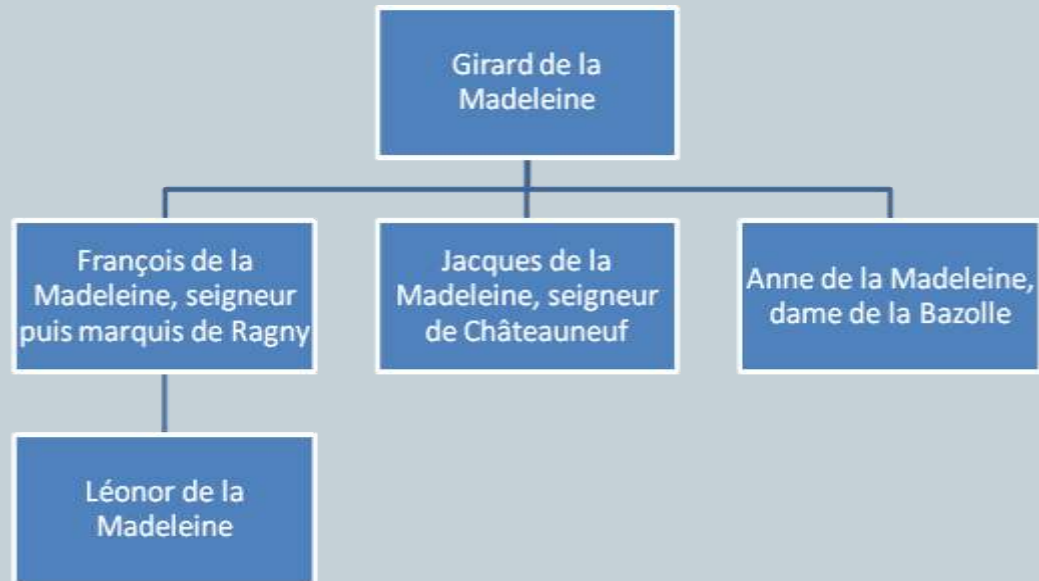 Girard de la
Madeleine
François de la
Madeleine, seigneur
puis marquis de Ragny
Jacques de la
Madeleine, seigneur
de Châteauneuf
Anne de la Madeleine,
dame de la Bazolle
Léonor de la
Madeleine